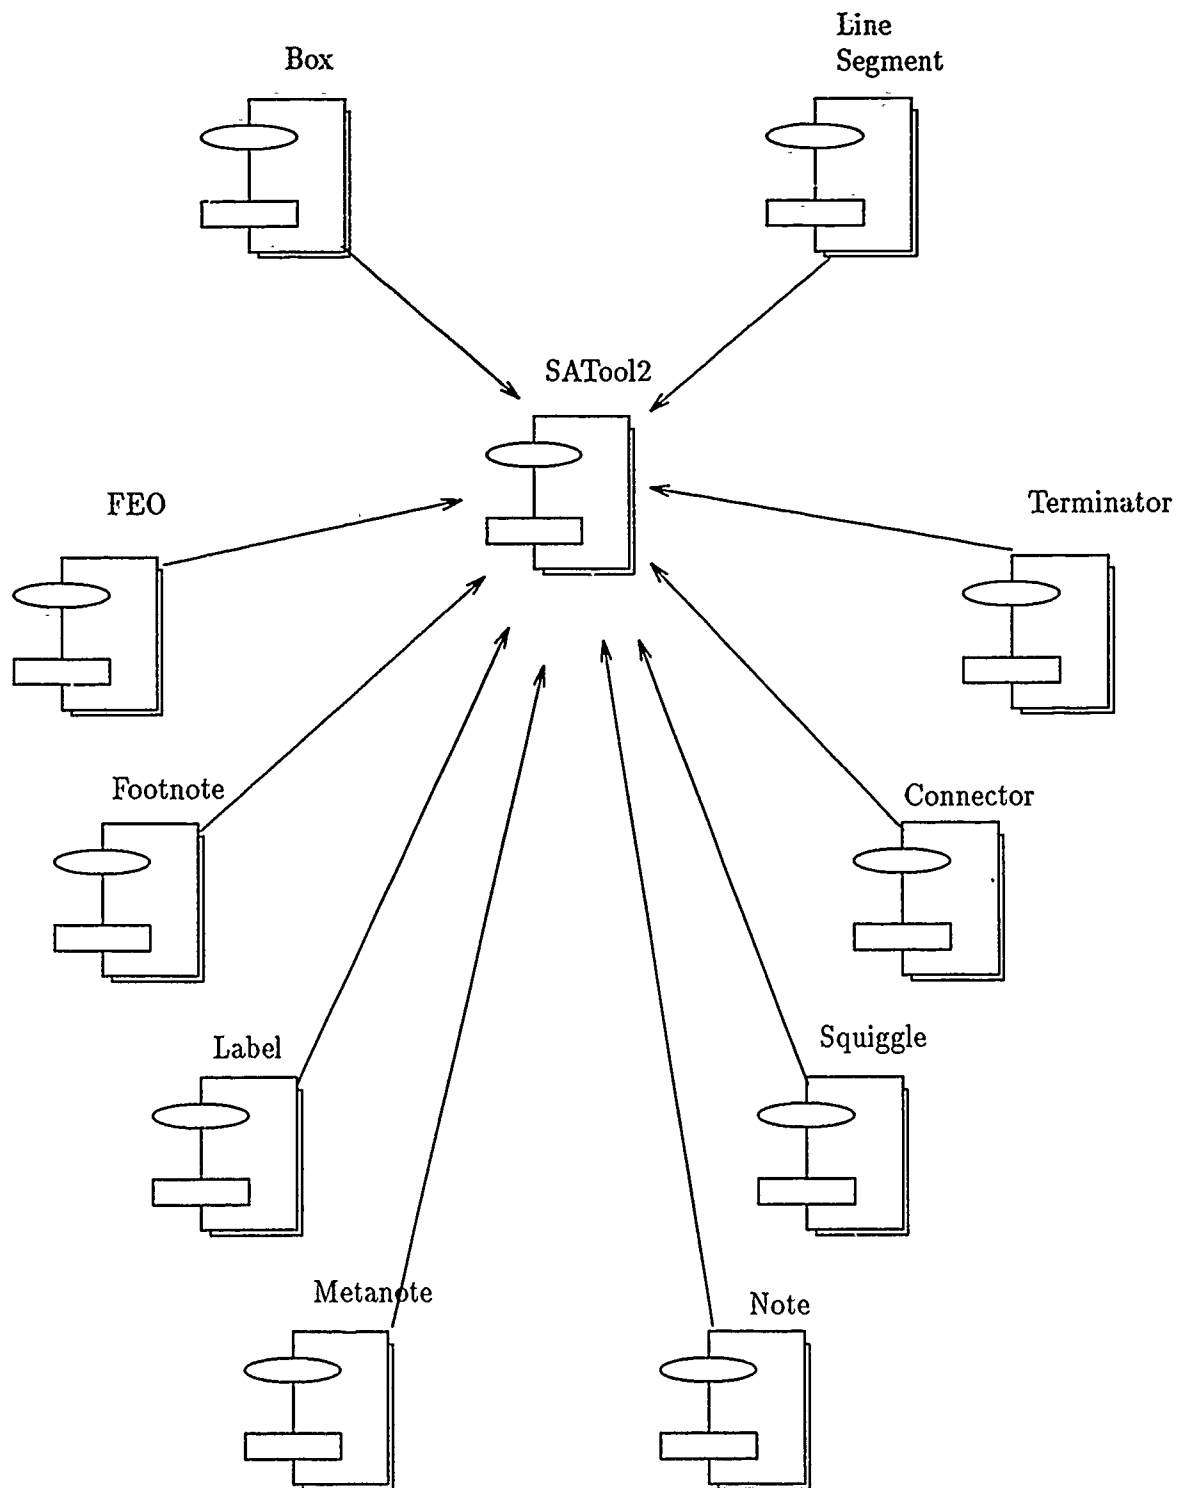 Line
Segment
Box
SATool2
FEO
Terminator
Footnote
Connector
Label
Squiggle
Metanote
Note